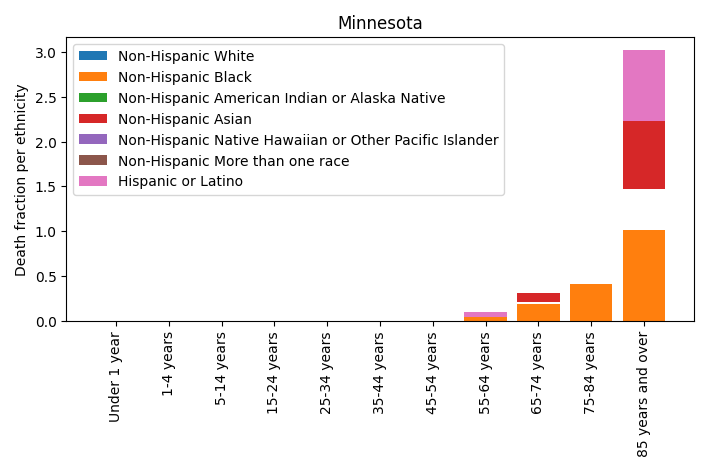 Minnesota
Death fraction per ethnicity
3.0
2.5
2.0
1.5
1.0
0.5
0.0
Non-Hispanic White
Non-Hispanic Black
Non-Hispanic American Indian or Alaska Native
Non-Hispanic Asian
Non-Hispanic Native Hawaiian or Other Pacific Islander
Non-Hispanic More than one race
Hispanic or Latino
Under 1 year
1-4 years
5-14 years
15-24 years
25-34 years
35-44 years
45-54 years
55-64 years
65-74 years
75-84 years
85 years and over